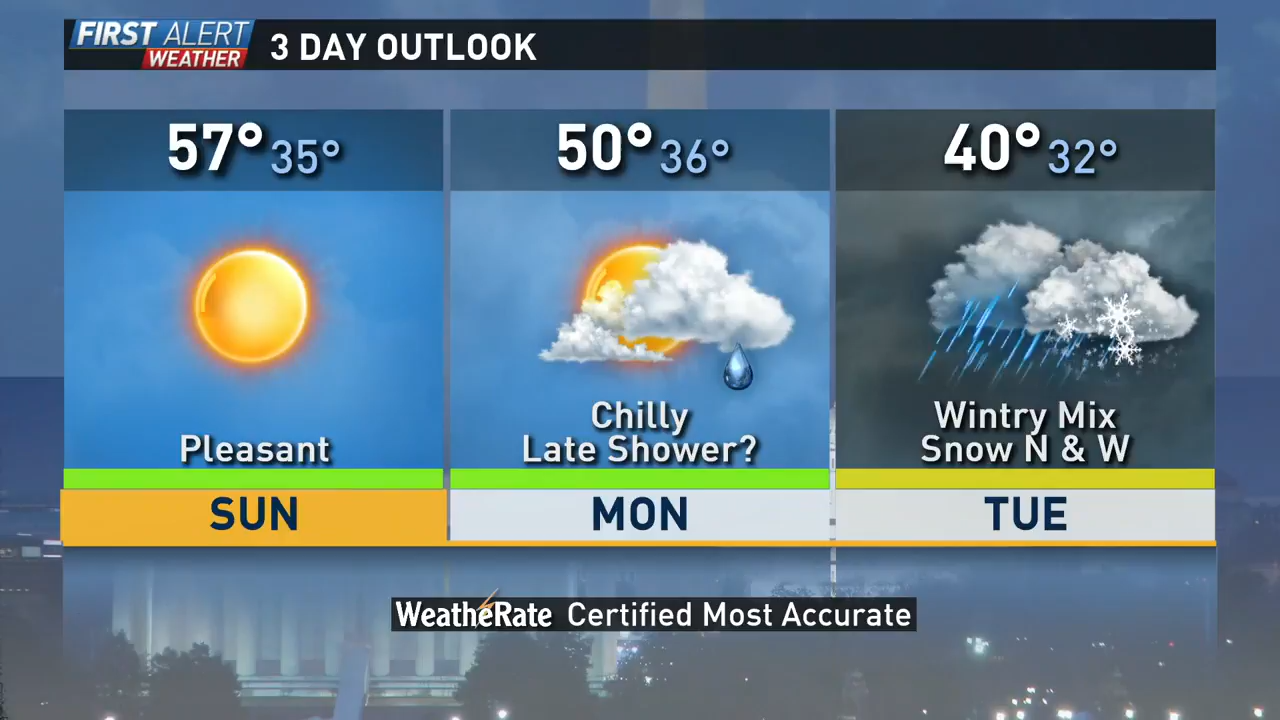 FIRST ALERT
WEATHER
3 DAY OUTLOOK
57° 35°
50° 36°
40° 32°
Pleasant
Chilly
Late Shower?
Wintry Mix
Snow N & W
SUN
MON
TUE
WeatheRate Certified Most Accurate